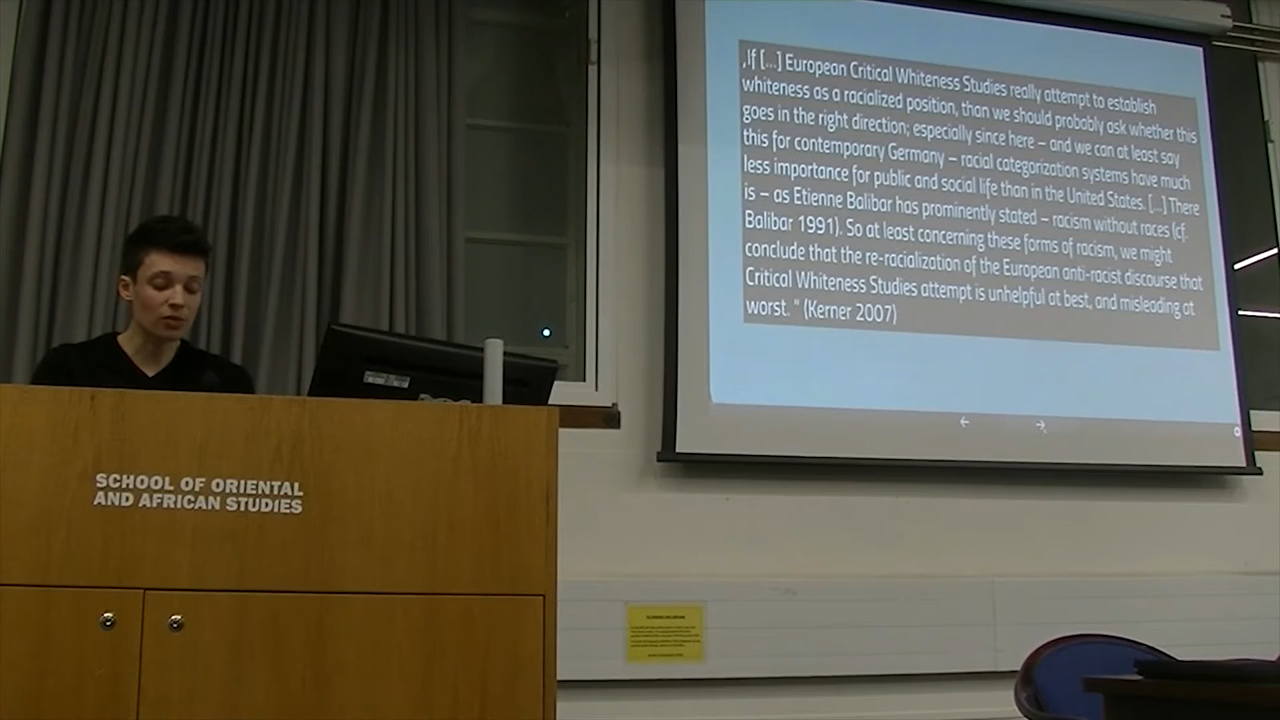 ‚If [...] European Critical Whiteness Studies really attempt to establish
whiteness as a racialized position, than we should probably ask whether this
goes in the right direction; especially since here – and we can at least say
this for contemporary Germany – racial categorization systems have much
less importance for public and social life than in the United States. [...] There
is – as Etienne Balibar has prominently stated – racism without races (cf.
Balibar 1991). So at least concerning these forms of racism, we might
conclude that the re-racialization of the European anti-racist discourse that
Critical Whiteness Studies attempt is unhelpful at best, and misleading at
worst. " (Kerner 2007)
SCHOOL OF ORIENTAL
AND AFRICAN STUDIES